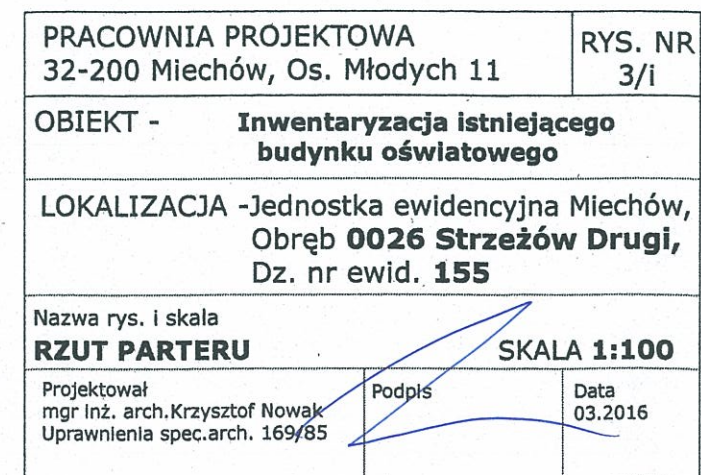 PRACOWNIA PROJEKTOWA
32-200 Miechów, Os. Młodych 11
RYS. NR
3/i
OBIEKT - Inwentaryzacja istniejącego
budynku oświatowego
LOKALIZACJA -Jednostka ewidencyjna Miechów,
Obręb 0026 Strzeżów Drugi,
Dz. nr ewid. 155
Nazwa rys. i skala
RZUT PARTERU SKALA 1:100
Projektował
mgr inż. arch.Krzysztof Nowak
Uprawnienia spec.arch. 169/85
Podpis
Data
03.2016